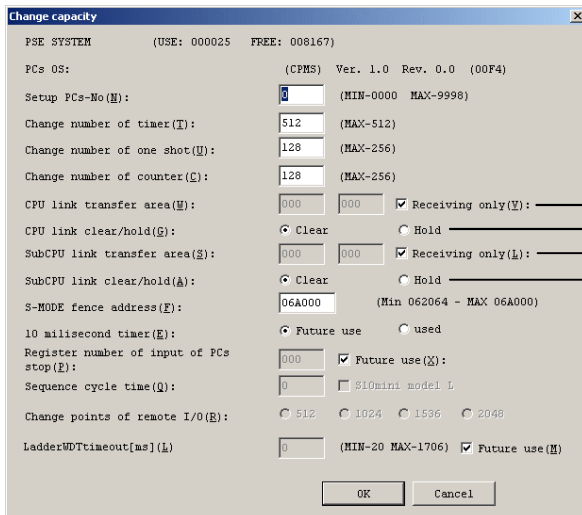 Change capacity
PSE SYSTEM (USE: 000025 FREE: 008167)
PCs OS: (CPMS) Ver. 1.0 Rev. 0.0 (00F4)
Setup PCs-No(N): 0 (MIN-0000 MAX-9998)
Change number of timer(T): 512 (MAX-512)
Change number of one shot(U): 128 (MAX-256)
Change number of counter(C): 128 (MAX-256)
CPU link transfer area(W): 000 000 Receiving only(V):
CPU link clear/hold(G): Clear Hold
SubCPU link transfer area(S): 000 000 Receiving only(L):
SubCPU link clear/hold(A): Clear Hold
S-MODE fence address(F): 06A000 (Min 062064 - MAX 06A000)
10 milisecond timer(E): Future use used
Register number of input of PCs
stop(P): 000 Future use(X):
Sequence cycle time(Q): 0 S10mini model L
Change points of remote I/O(R): 512 1024 1536 2048
LadderWDTtimeout[ms](L) 0 (MIN-20 MAX-1706) Future use(M)
OK Cancel